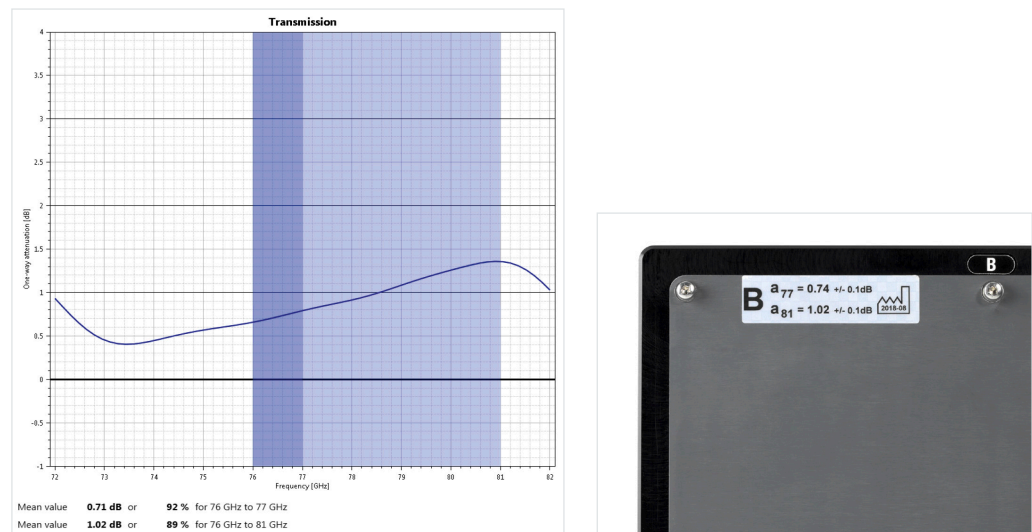 Transmission
4
3.5
3
2.5
2
1.5
1
0.5
0
-0.5
-1
One-way attenuation [dB]
72 73 74 75 76 77 78 79 80 81 82
Frequency [GHz]
Mean value 0.71 dB or 92 % for 76 GHz to 77 GHz
Mean value 1.02 dB or 89 % for 76 GHz to 81 GHz
B
B
a77 = 0.74 +/- 0.1dB
a81 = 1.02 +/- 0.1dB
2018-08